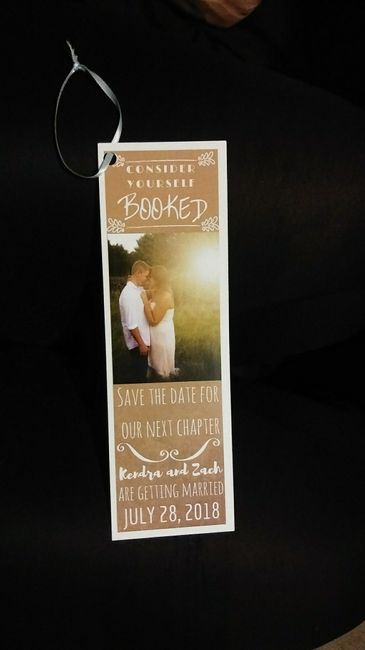 CONSIDER
YOURSELF
BOOKED
SAVE THE DATE FOR
OUR NEXT CHAPTER
Kendra and Zach
ARE GETTING MARRIED
JULY 28, 2018